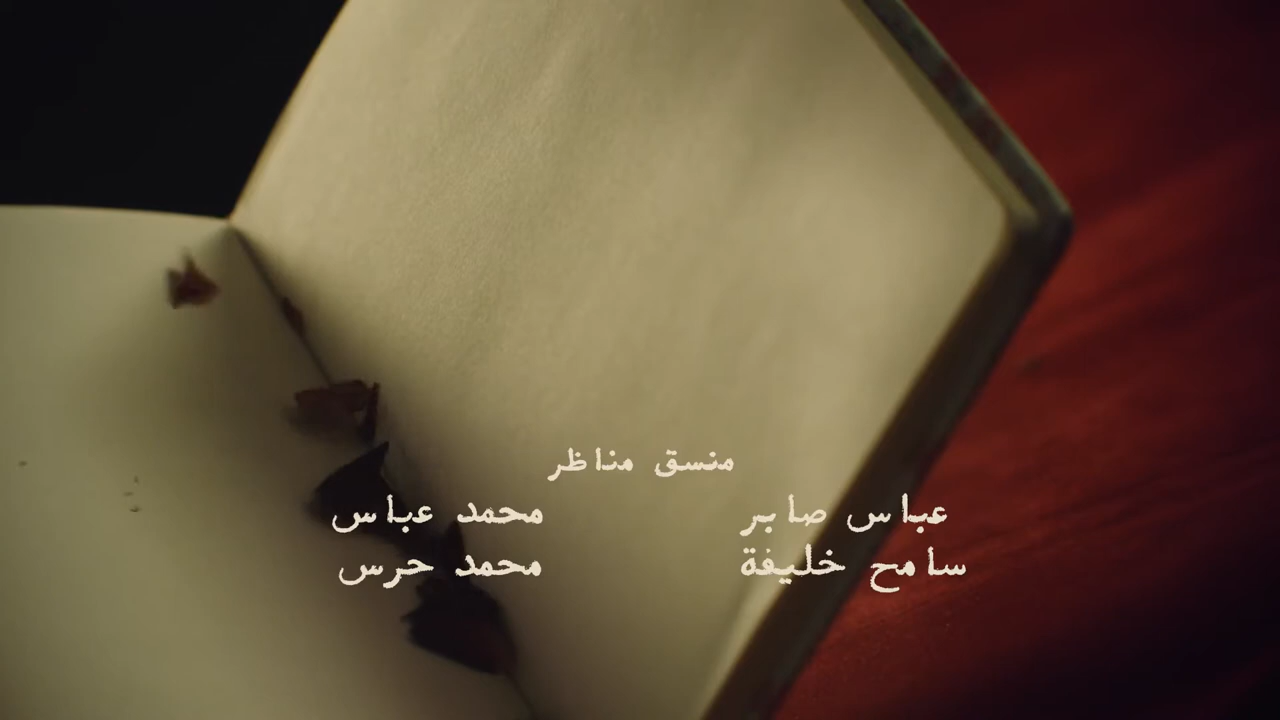 منسق مناظر
عباس صابر محمد عباس
سامح خليفة محمد حرس